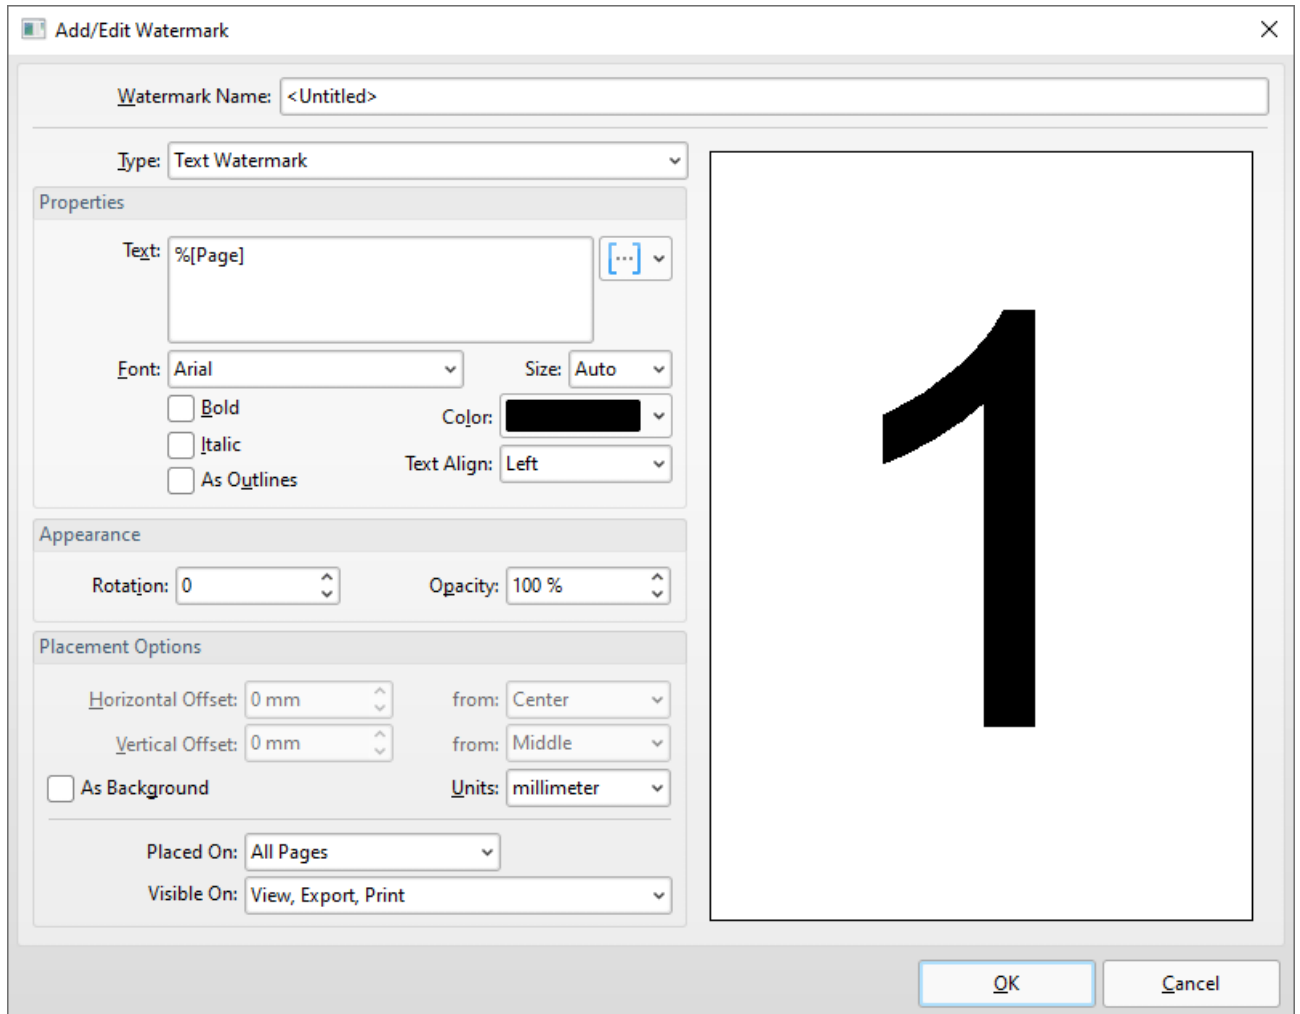 Add/Edit Watermark
Watermark Name: <Untitled>
Type: Text Watermark
Properties
Text: %[Page]
[...]
Font: Arial Size: Auto
Bold Color:
Italic
Text Align: Left
As Outlines
Appearance
Rotation: 0 Opacity: 100 %
Placement Options
Horizontal Offset: 0 mm from: Center
Vertical Offset: 0 mm from: Middle
As Background Units: millimeter
Placed On: All Pages
Visible On: View, Export, Print
1
OK Cancel